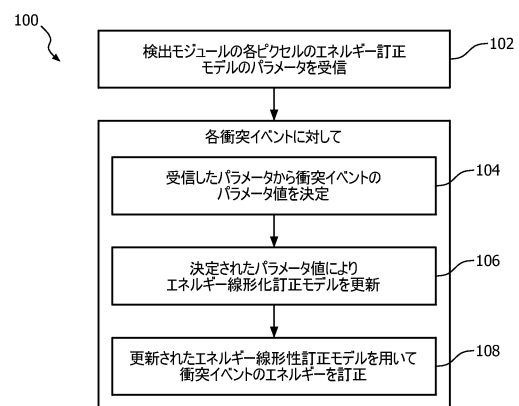 100
検出モジュールの各ピクセルのエネルギー訂正
モデルのパラメータを受信
102
各衝突イベントに対して
受信したパラメータから衝突イベントの
パラメータ値を決定
104
決定されたパラメータ値により
エネルギー線形化訂正モデルを更新
106
更新されたエネルギー線形性訂正モデルを用いて
衝突イベントのエネルギーを訂正
108